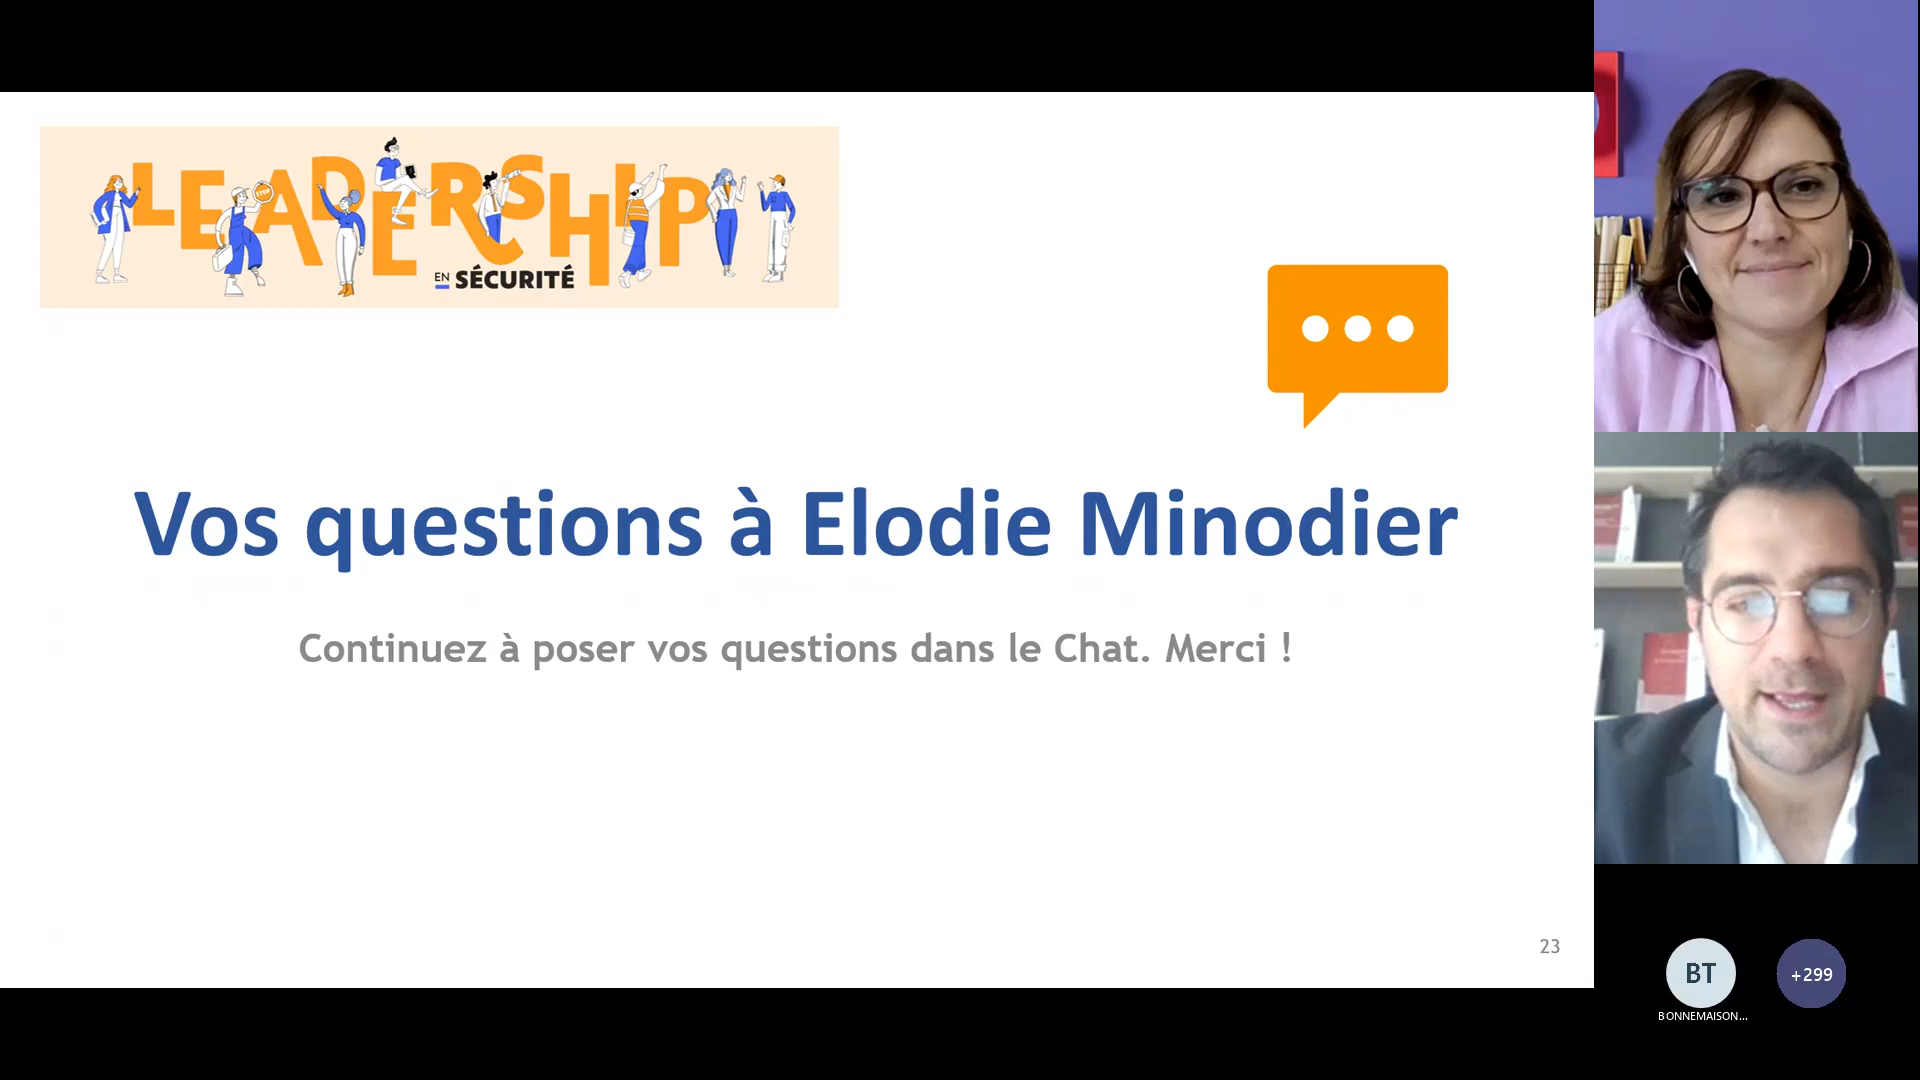 LEADERSHIP
STOP
EN SÉCURITÉ
Vos questions à Elodie Minodier
Continuez à poser vos questions dans le Chat. Merci !
23
BT
+299
BONNEMAISON...